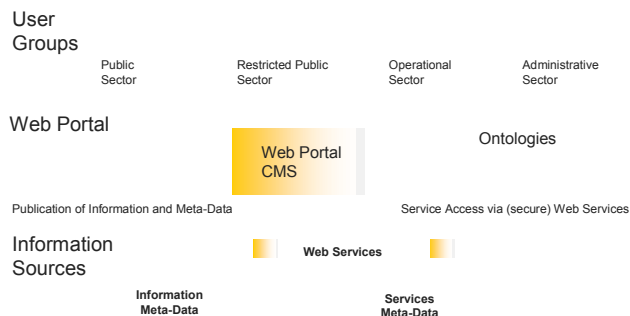 User
Groups
Public
Sector
Restricted Public
Sector
Operational
Sector
Administrative
Sector
Web Portal
Web Portal
CMS
Ontologies
Publication of Information and Meta-Data
Service Access via (secure) Web Services
Information
Sources
Web Services
Information
Meta-Data
Services
Meta-Data